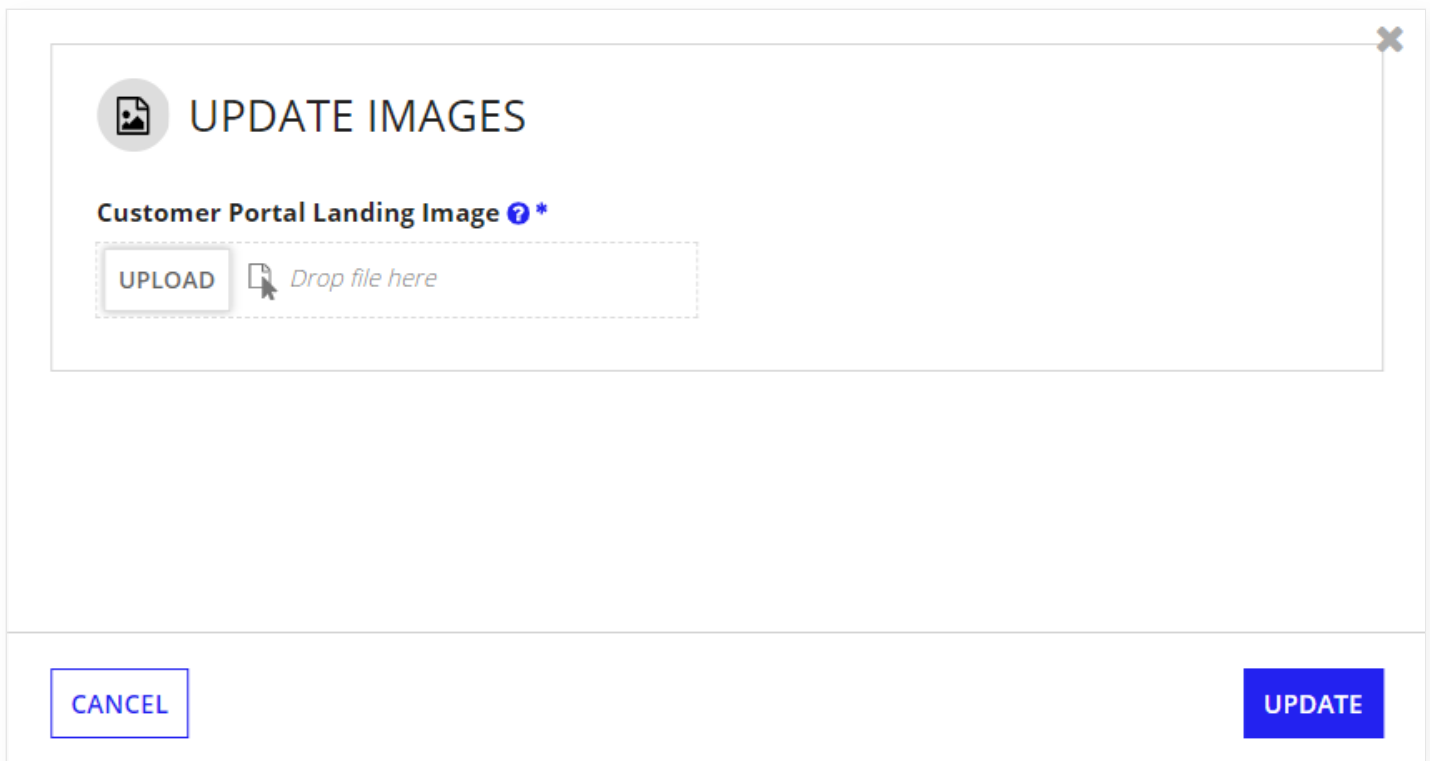 UPDATE IMAGES
Customer Portal Landing Image ? *
UPLOAD Drop file here
CANCEL UPDATE